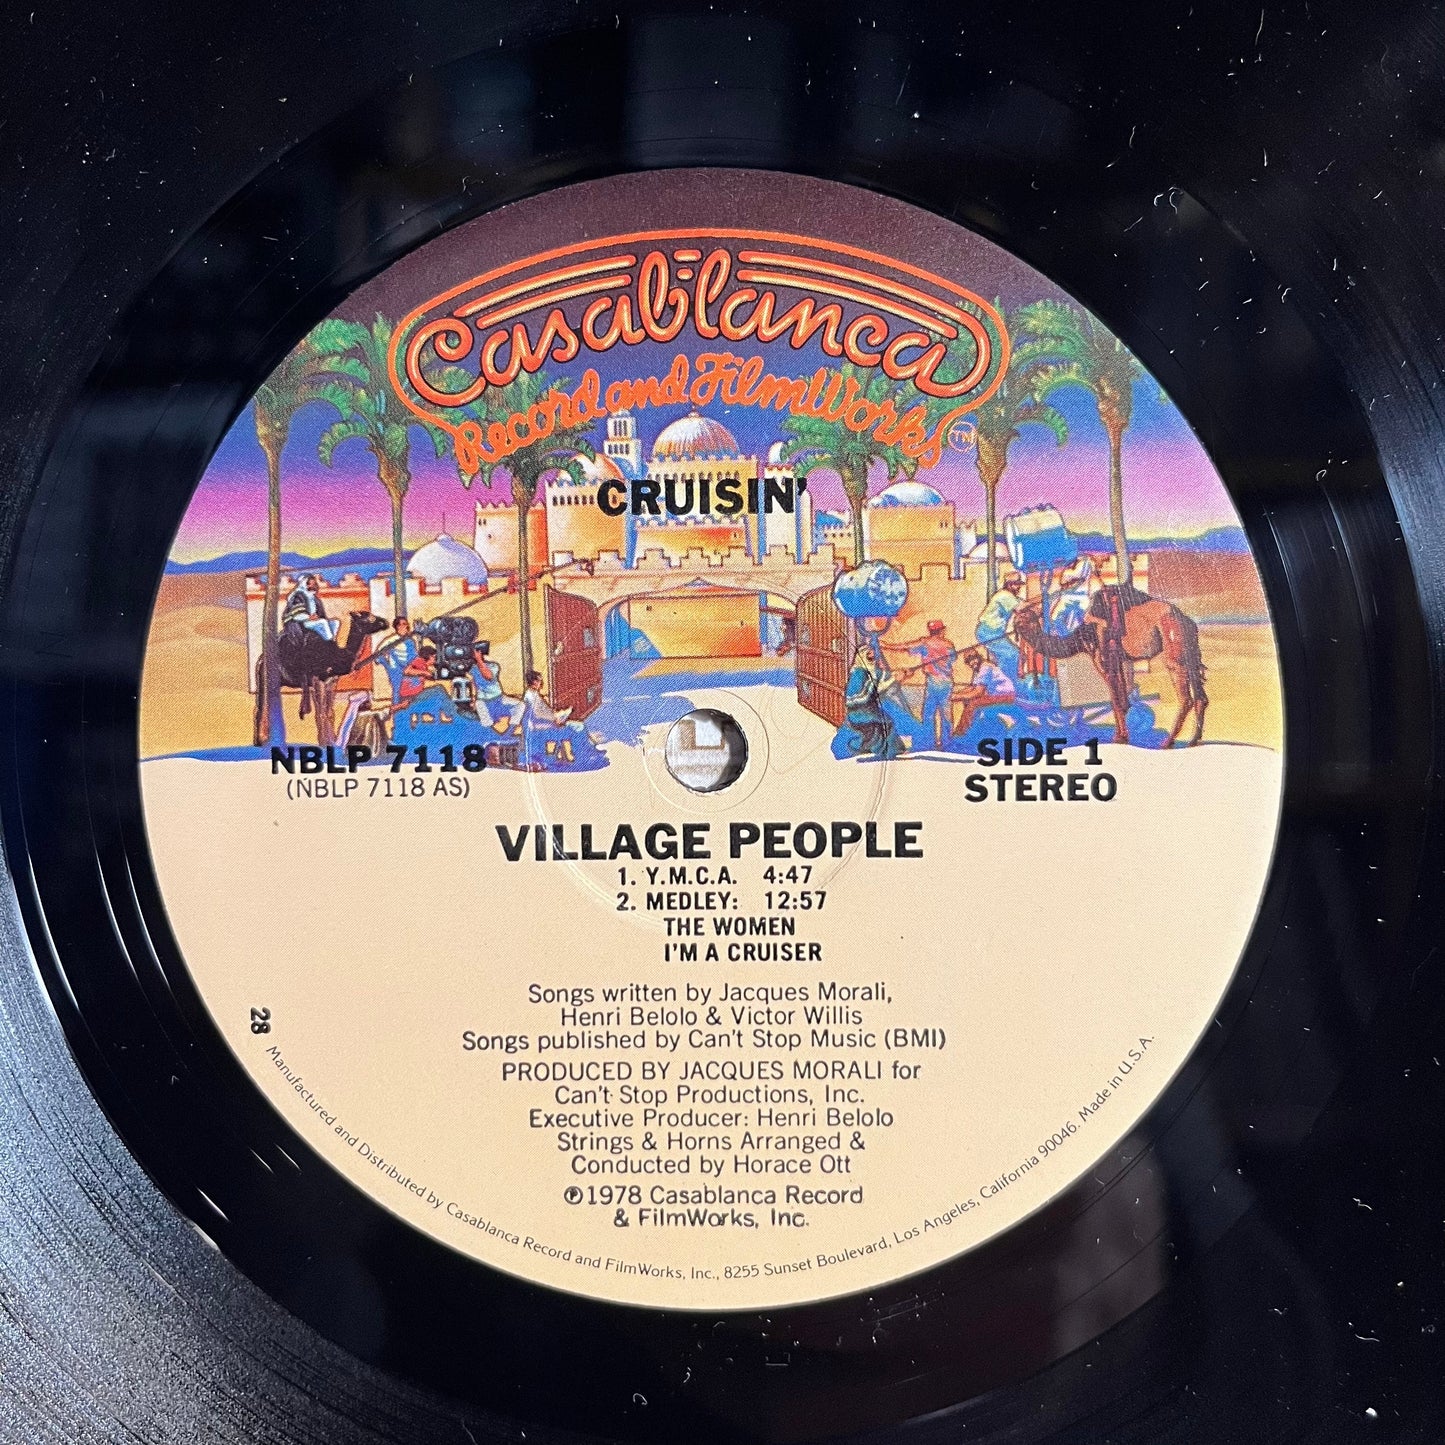 Casablanca
Record and FilmWorks TM
CRUISIN'
NBLP 7118
(NBLP 7118 AS)
SIDE 1
STEREO
VILLAGE PEOPLE
1. Y.M.C.A. 4:47
2. MEDLEY: 12:57
THE WOMEN
I'M A CRUISER
Songs written by Jacques Morali,
Henri Belolo & Victor Willis
Songs published by Can't Stop Music (BMI)
PRODUCED BY JACQUES MORALI for
Can't Stop Productions, Inc.
Executive Producer: Henri Belolo
Strings & Horns Arranged &
Conducted by Horace Ott
℗1978 Casablanca Record
& FilmWorks, Inc.
28
Manufactured and Distributed by Casablanca Record and FilmWorks, Inc., 8255 Sunset Boulevard, Los Angeles, California 90046. Made in U.S.A.